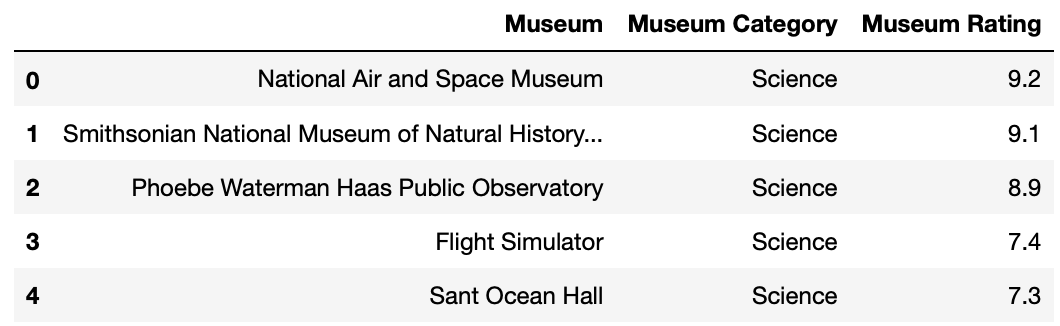 Museum Museum Category Museum Rating
0 National Air and Space Museum Science 9.2
1 Smithsonian National Museum of Natural History... Science 9.1
2 Phoebe Waterman Haas Public Observatory Science 8.9
3 Flight Simulator Science 7.4
4 Sant Ocean Hall Science 7.3